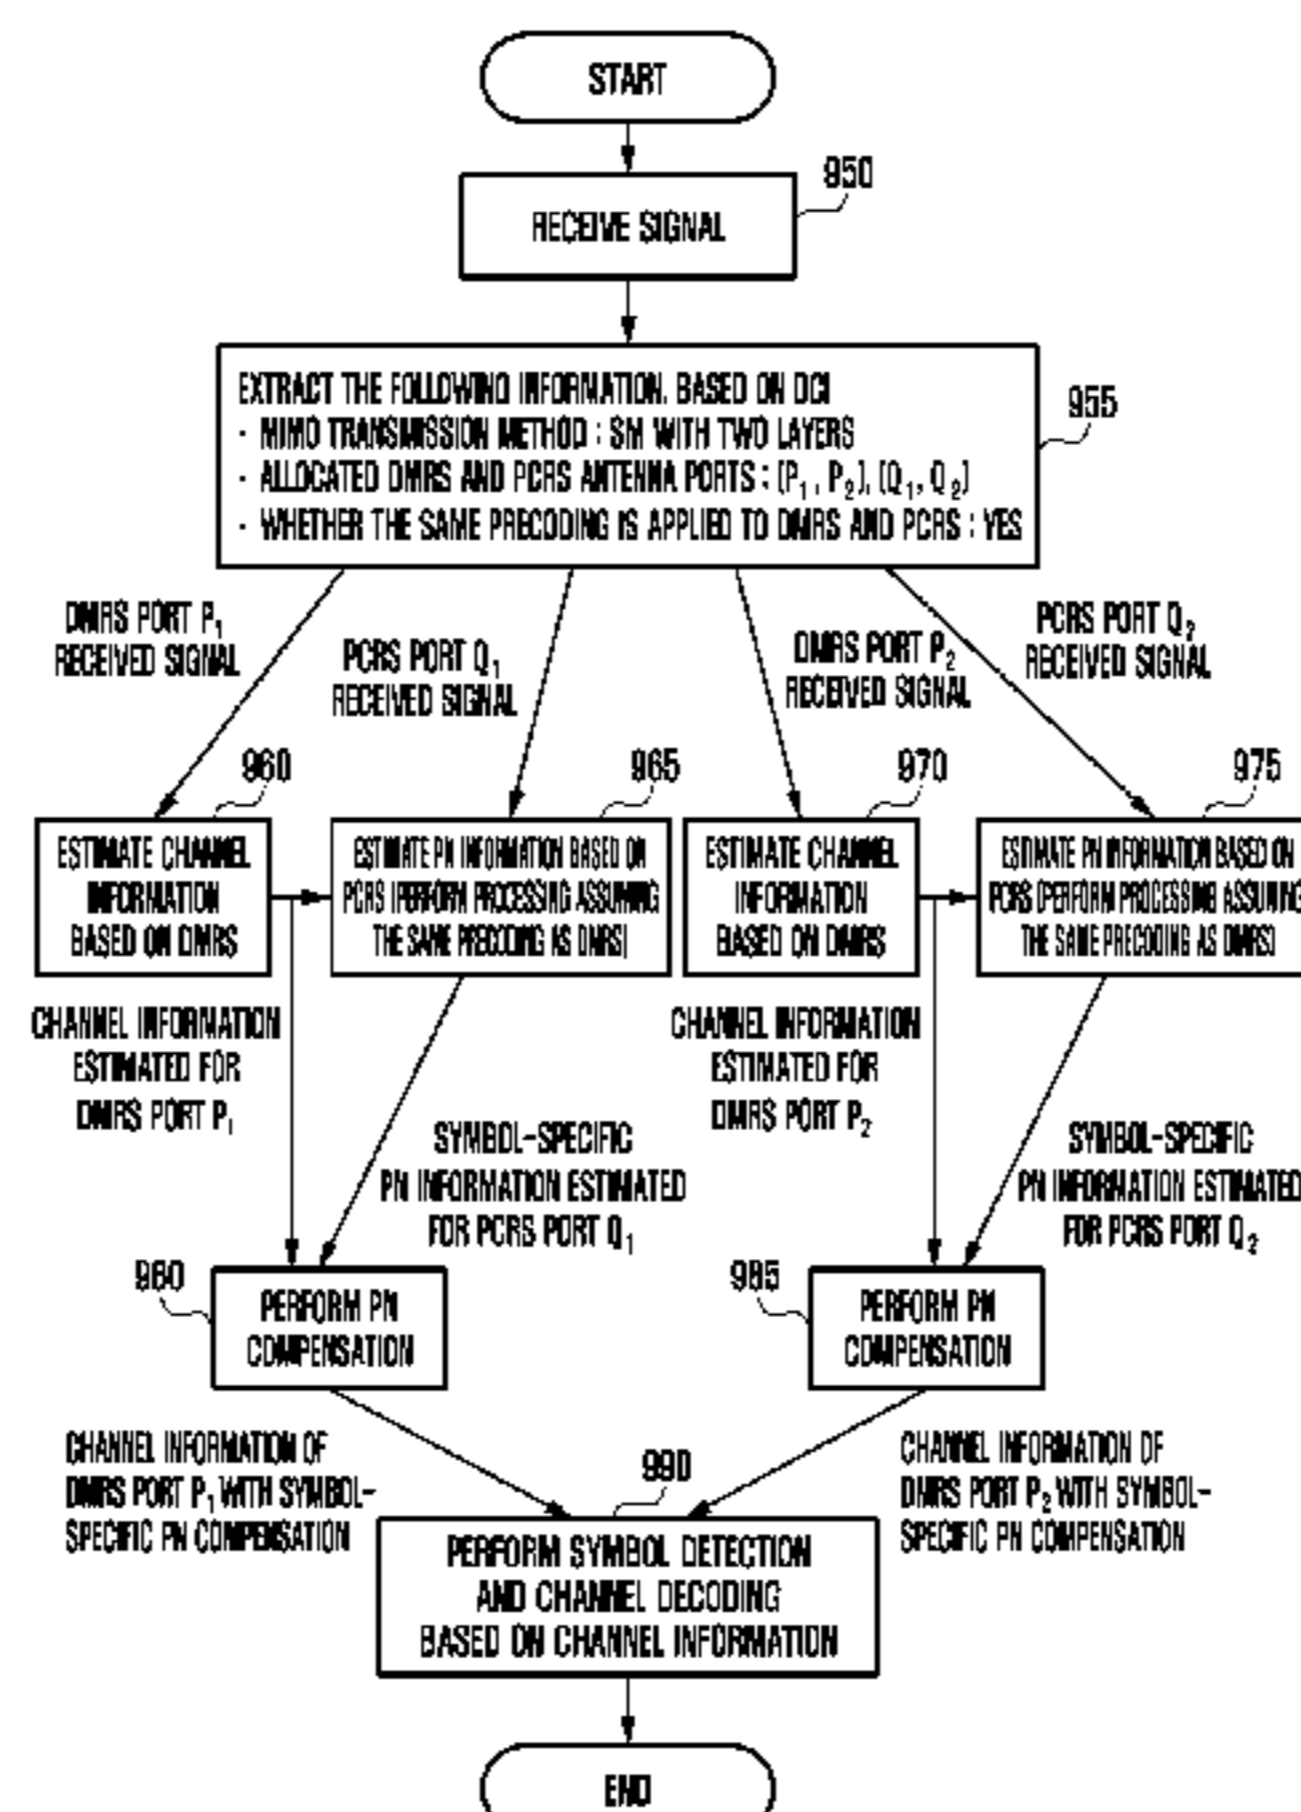 START
950
RECEIVE SIGNAL
955
EXTRACT THE FOLLOWING INFORMATION. BASED ON DCI
- MIMO TRANSMISSION METHOD : SM WITH TWO LAYERS
- ALLOCATED DMRS AND PCRS ANTENNA PORTS : (P1, P2), (Q1, Q2)
- WHETHER THE SAME PRECODING IS APPLIED TO DMRS AND PCRS : YES
DMRS PORT P1
RECEIVED SIGNAL
PCRS PORT Q1
RECEIVED SIGNAL
DMRS PORT P2
RECEIVED SIGNAL
PCRS PORT Q2
RECEIVED SIGNAL
960
ESTIMATE CHANNEL
INFORMATION
BASED ON DMRS
965
ESTIMATE PN INFORMATION BASED ON
PCRS (PERFORM PROCESSING ASSUMING
THE SAME PRECODING AS DMRS)
970
ESTIMATE CHANNEL
INFORMATION
BASED ON DMRS
975
ESTIMATE PN INFORMATION BASED ON
PCRS (PERFORM PROCESSING ASSUMING
THE SAME PRECODING AS DMRS)
CHANNEL INFORMATION
ESTIMATED FOR
DMRS PORT P1
SYMBOL-SPECIFIC
PN INFORMATION ESTIMATED
FOR PCRS PORT Q1
CHANNEL INFORMATION
ESTIMATED FOR
DMRS PORT P2
SYMBOL-SPECIFIC
PN INFORMATION ESTIMATED
FOR PCRS PORT Q2
980
PERFORM PN
COMPENSATION
985
PERFORM PN
COMPENSATION
CHANNEL INFORMATION OF
DMRS PORT P1 WITH SYMBOL-
SPECIFIC PN COMPENSATION
CHANNEL INFORMATION OF
DMRS PORT P2 WITH SYMBOL-
SPECIFIC PN COMPENSATION
990
PERFORM SYMBOL DETECTION
AND CHANNEL DECODING
BASED ON CHANNEL INFORMATION
END